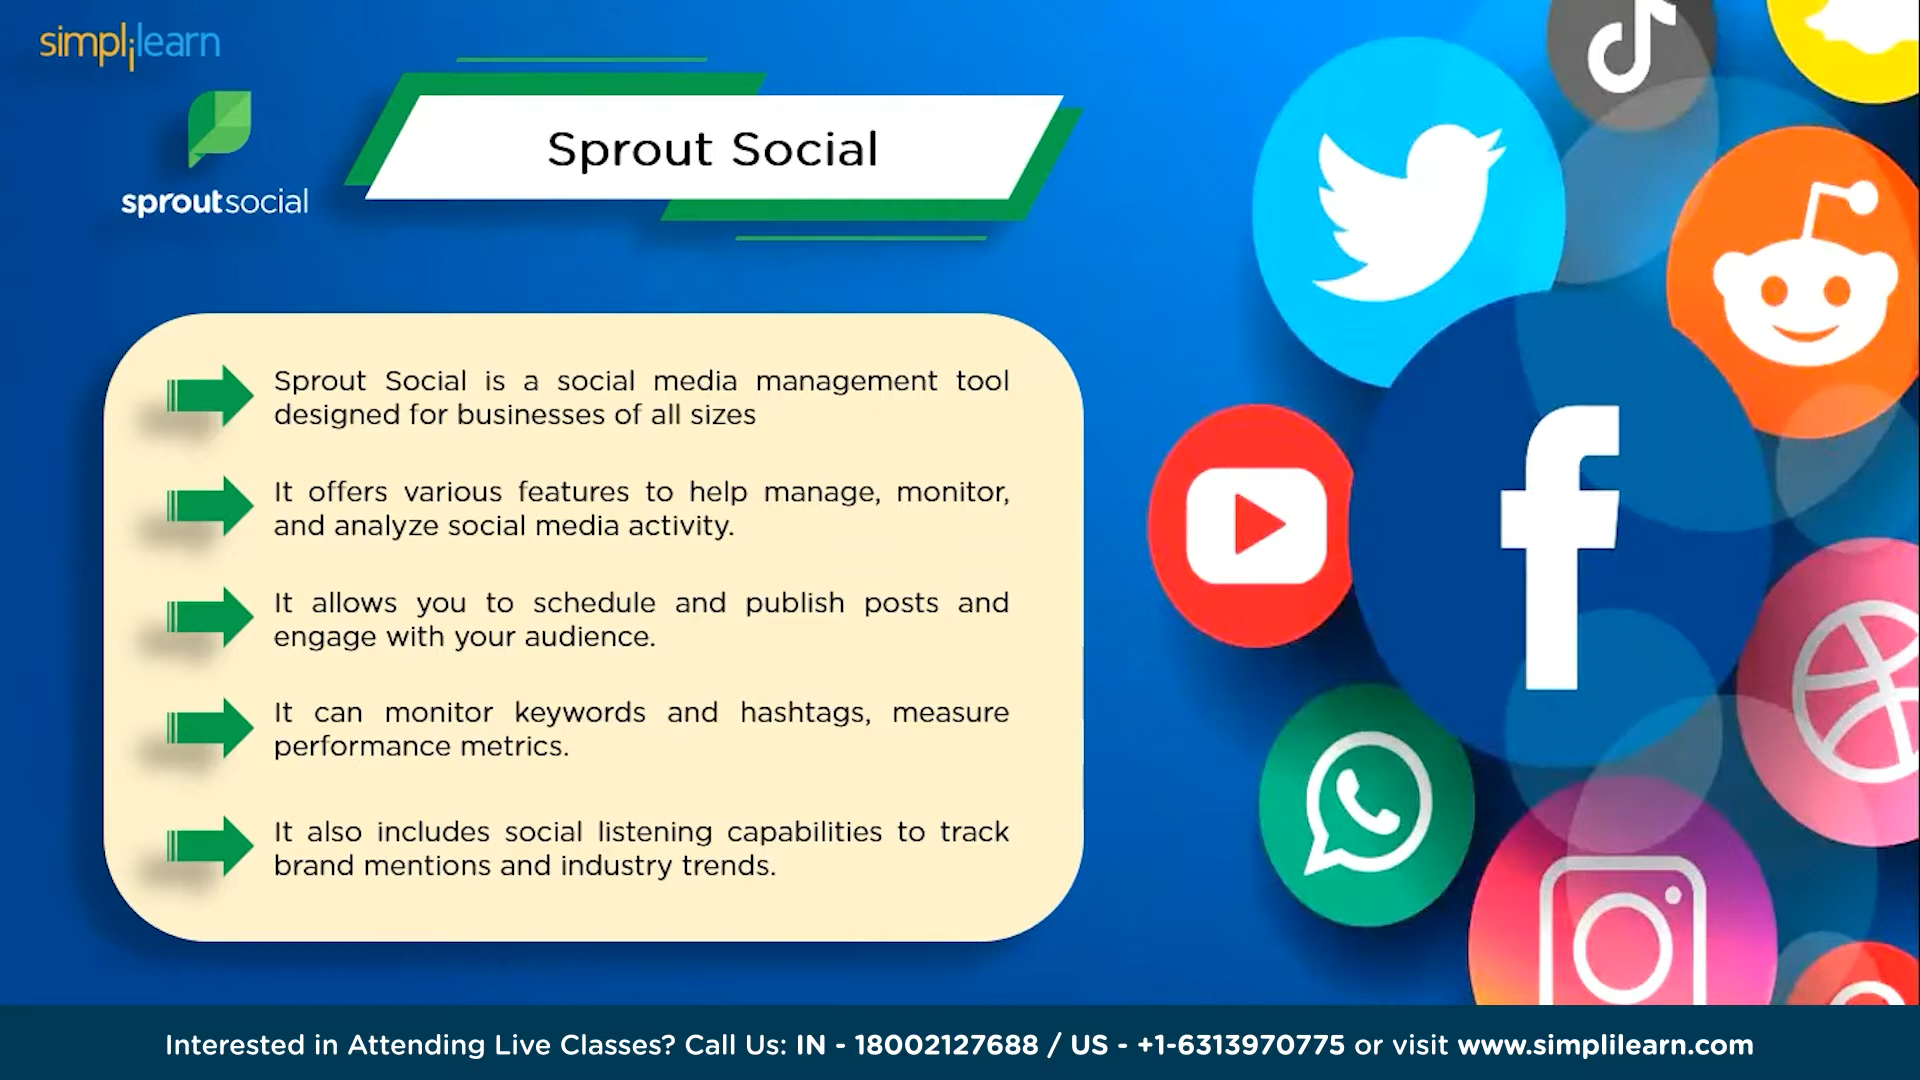 simplilearn
sproutsocial
Sprout Social
Sprout Social is a social media management tool
designed for businesses of all sizes
It offers various features to help manage, monitor,
and analyze social media activity.
It allows you to schedule and publish posts and
engage with your audience.
It can monitor keywords and hashtags, measure
performance metrics.
It also includes social listening capabilities to track
brand mentions and industry trends.
Interested in Attending Live Classes? Call Us: IN - 18002127688 / US - +1-6313970775 or visit www.simplilearn.com